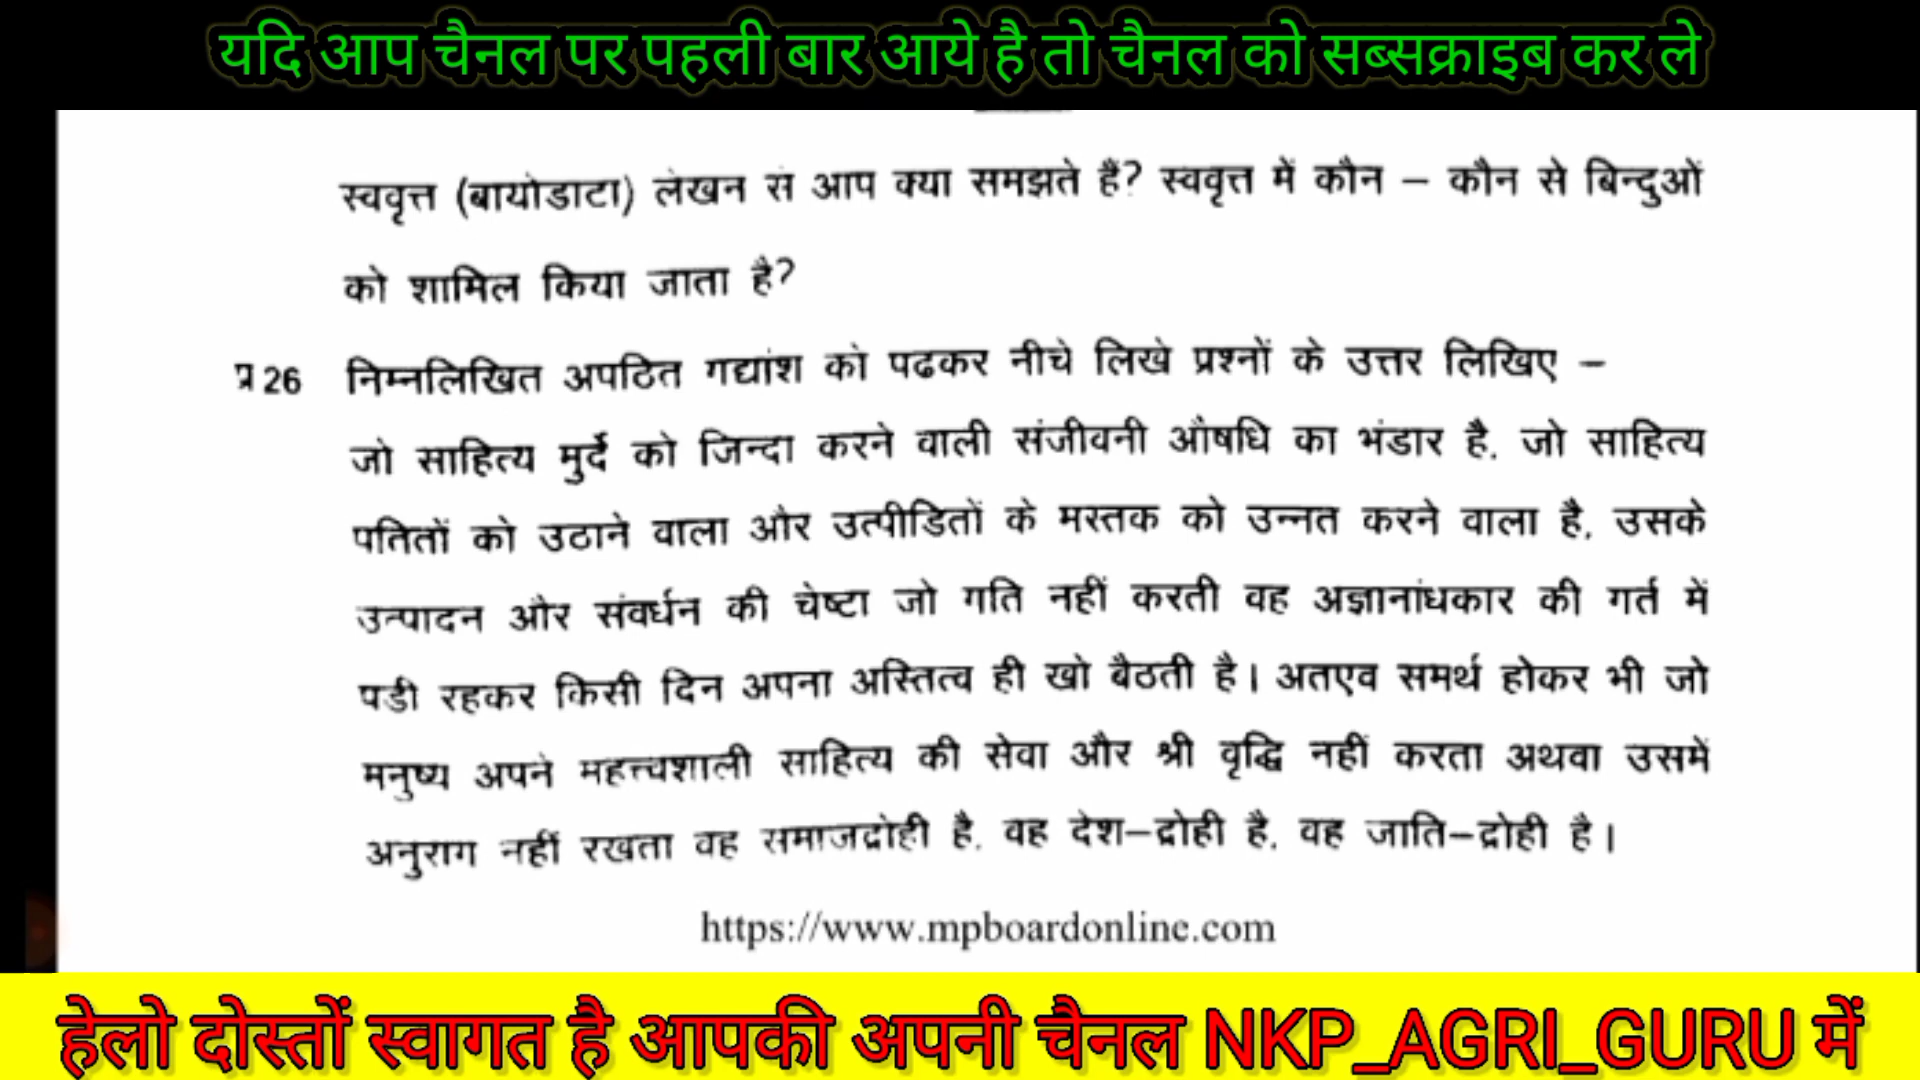 यदि आप चैनल पर पहली बार आये है तो चैनल को सब्सक्राइब कर ले
स्ववृत्त (बायोडाटा) लेखन से आप क्या समझते हैं? स्ववृत्त में कौन – कौन से बिन्दुओं
को शामिल किया जाता है?
प्र 26 निम्नलिखित अपठित गद्यांश को पढकर नीचे लिखे प्रश्नों के उत्तर लिखिए –
जो साहित्य मुर्दे को जिन्दा करने वाली संजीवनी औषधि का भंडार है, जो साहित्य
पतितों को उठाने वाला और उत्पीडितों के मस्तक को उन्नत करने वाला है, उसके
उत्पादन और संवर्धन की चेष्टा जो गति नहीं करती वह अज्ञानांधकार की गर्त में
पडी रहकर किसी दिन अपना अस्तित्व ही खो बैठती है। अतएव समर्थ होकर भी जो
मनुष्य अपने महत्त्वशाली साहित्य की सेवा और श्री वृद्धि नहीं करता अथवा उसमें
अनुराग नहीं रखता वह समाजद्रोही है, वह देश–द्रोही है, वह जाति–द्रोही है।
https://www.mpboardonline.com
हेलो दोस्तों स्वागत है आपकी अपनी चैनल NKP_AGRI_GURU में